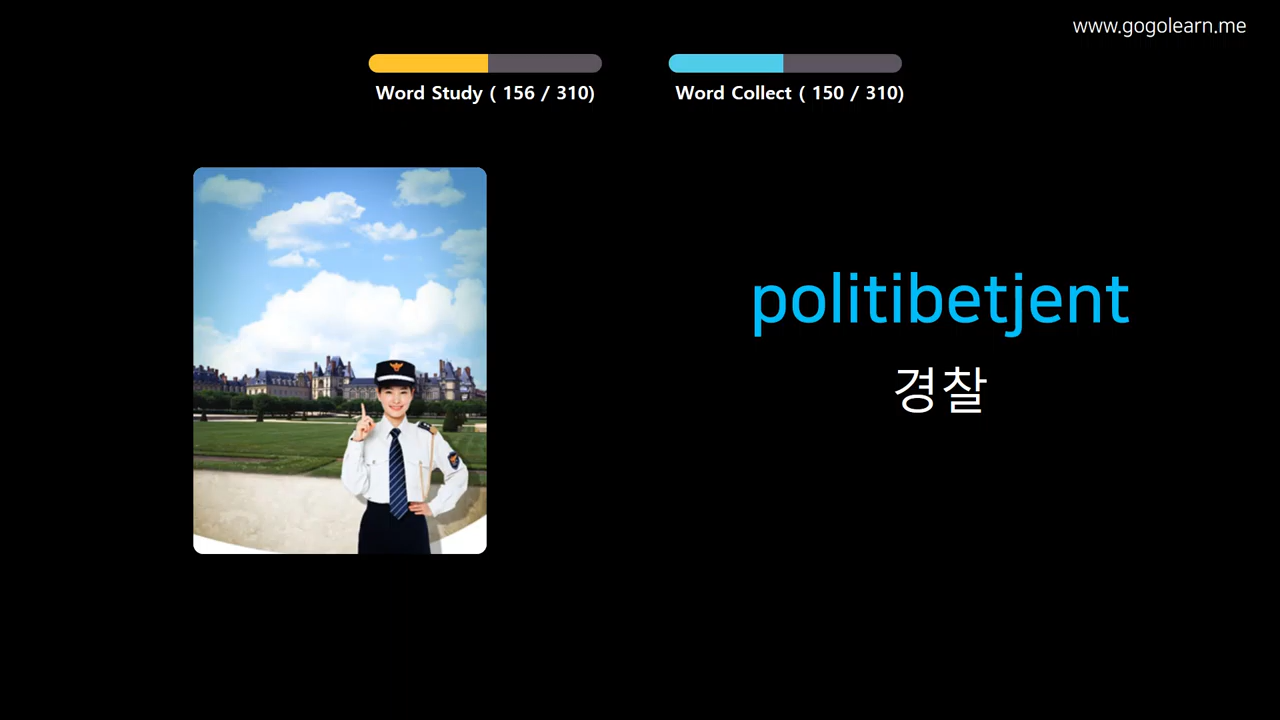 www.gogolearn.me
Word Study ( 156 / 310)
Word Collect ( 150 / 310)
politibetjent
경찰